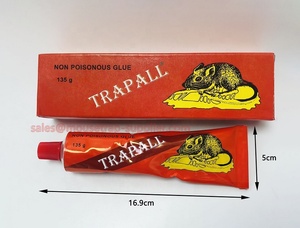 NON POISONOUS GLUE
135 g
TRAPALL
TRAPALL
135 g
5cm
16.9cm